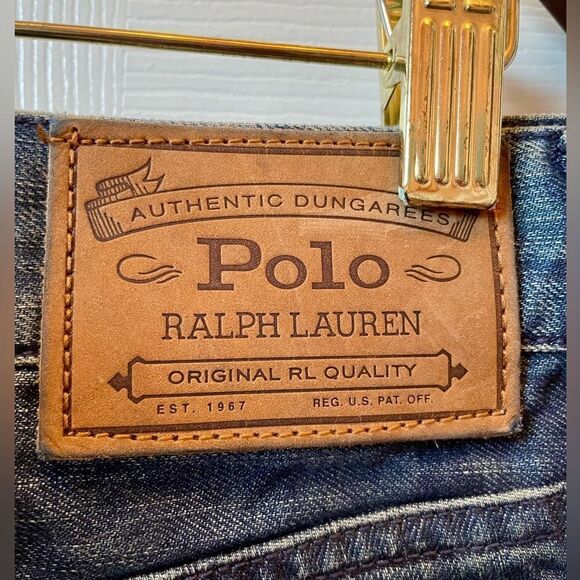 AUTHENTIC DUNGAREES
Polo
RALPH LAUREN
ORIGINAL RL QUALITY
EST. 1967 REG. U.S. PAT. OFF.